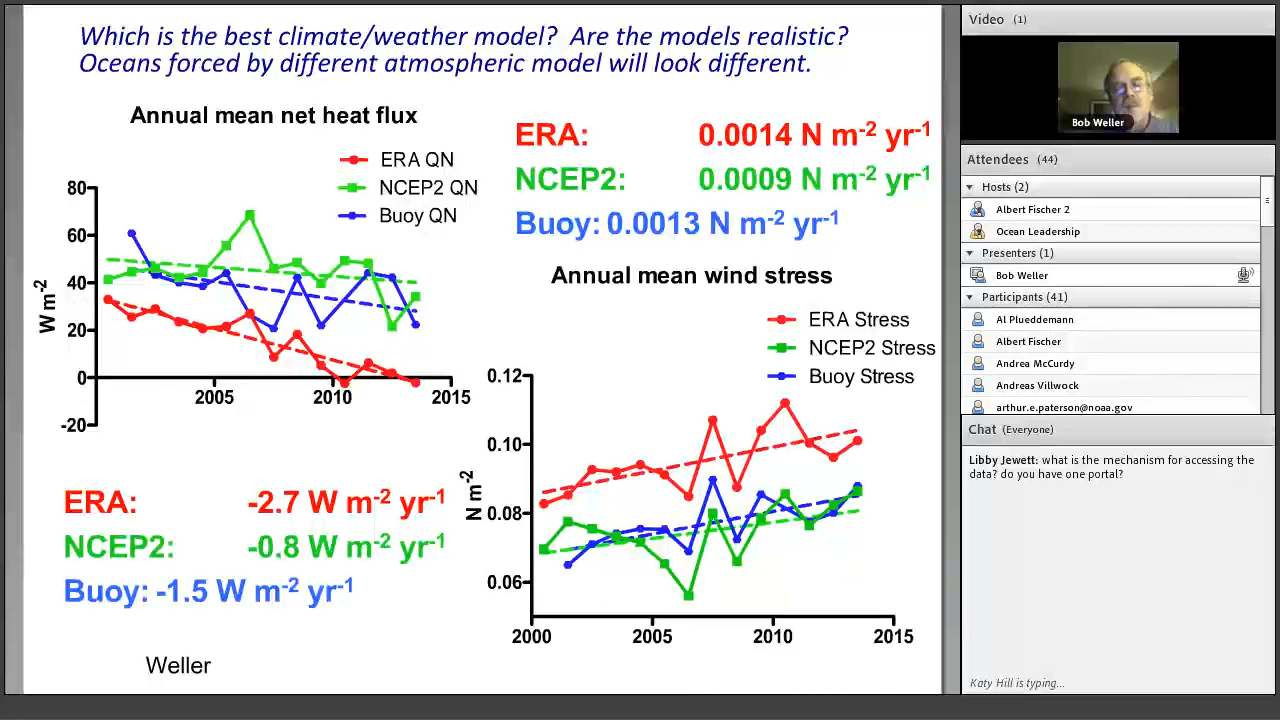 Which is the best climate/weather model? Are the models realistic?
Oceans forced by different atmospheric model will look different.
Annual mean net heat flux
ERA QN
NCEP2 QN
Buoy QN
80
60
40
20
0
-20
W m-2
2005
2010
2015
ERA: -2.7 W m-2 yr-1
NCEP2: -0.8 W m-2 yr-1
Buoy: -1.5 W m-2 yr-1
Weller
ERA: 0.0014 N m-2 yr-1
NCEP2: 0.0009 N m-2 yr-1
Buoy: 0.0013 N m-2 yr-1
Annual mean wind stress
ERA Stress
NCEP2 Stress
Buoy Stress
0.12
0.10
0.08
0.06
N m-2
2000
2005
2010
2015
Video (1)
Bob Weller
Attendees (44)
Hosts (2)
Albert Fischer 2
Ocean Leadership
Presenters (1)
Bob Weller
Participants (41)
Al Plueddemann
Albert Fischer
Andrea McCurdy
Andreas Villwock
arthur.e.paterson@noaa.gov
Chat (Everyone)
Libby Jewett: what is the mechanism for accessing the
data? do you have one portal?
Katy Hill is typing...